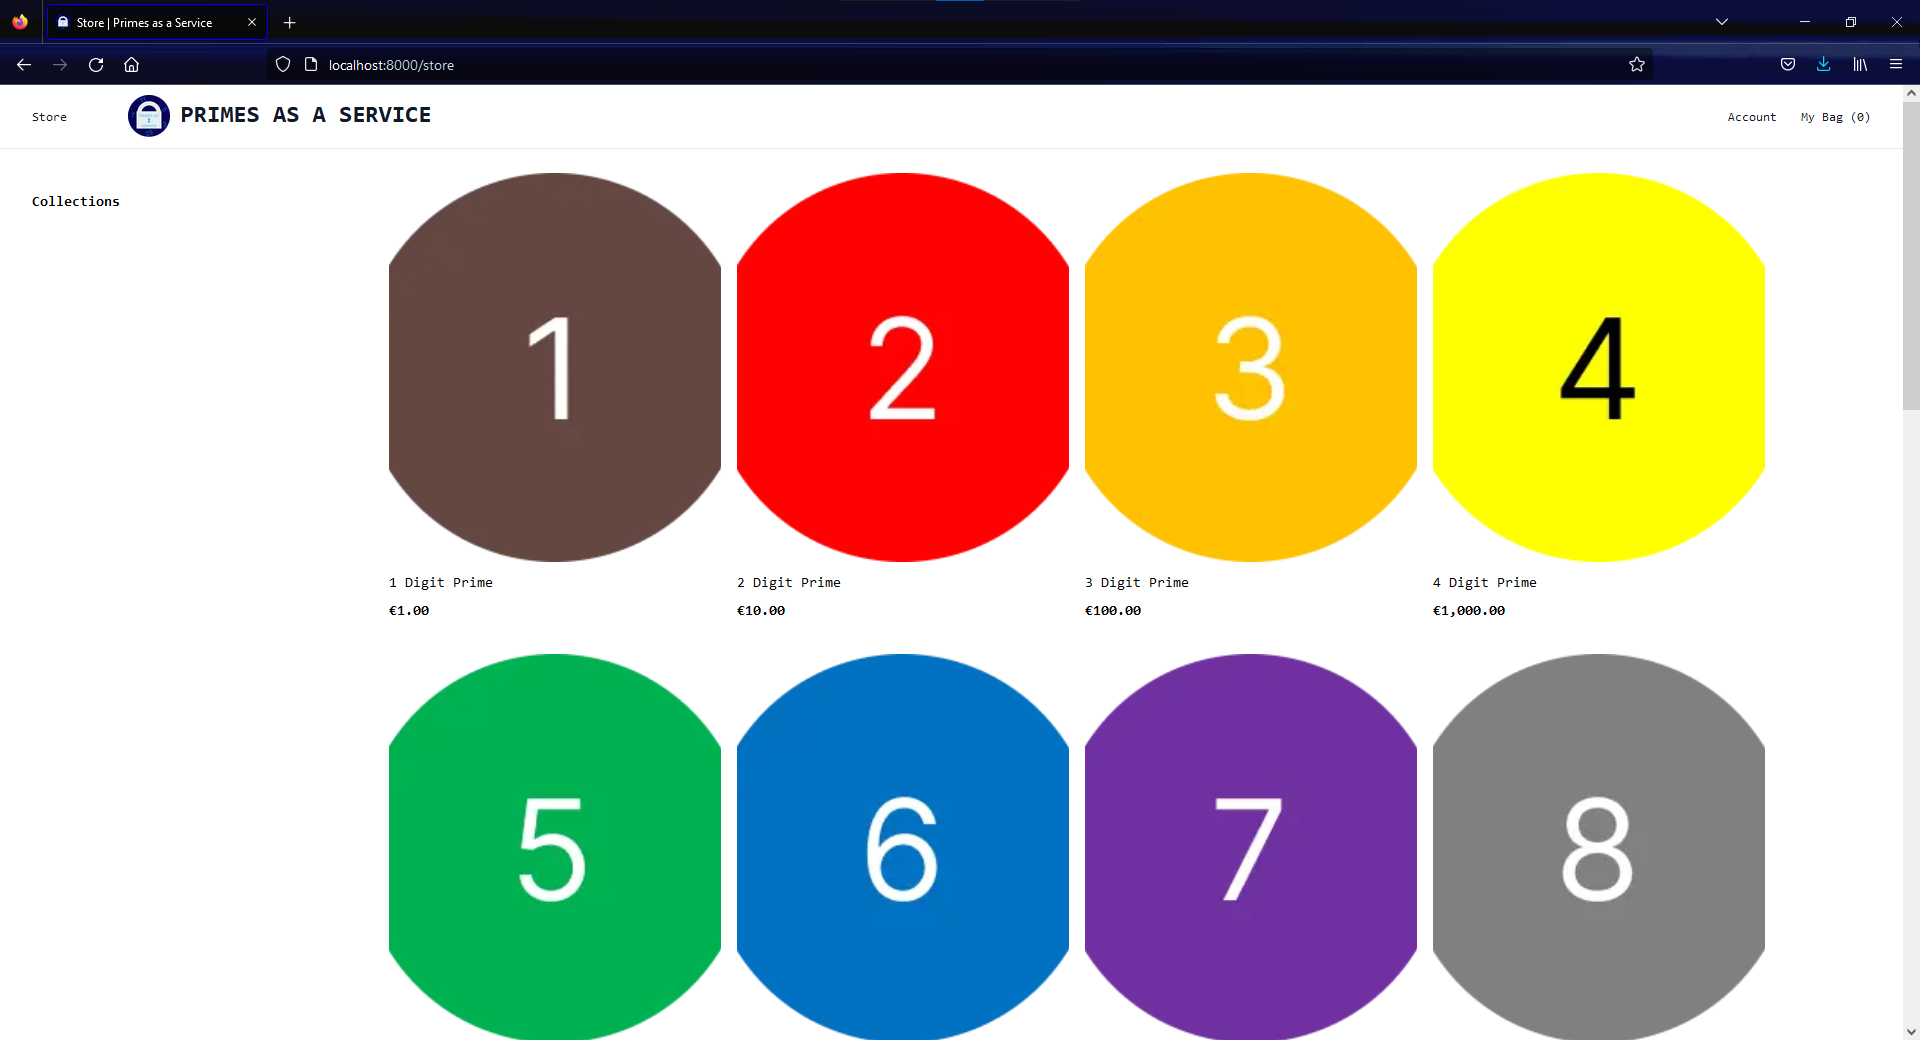 Store | Primes as a Service
localhost:8000/store
Store
PRIMES AS A SERVICE
Account
My Bag (0)
Collections
1
2
3
4
1 Digit Prime
2 Digit Prime
3 Digit Prime
4 Digit Prime
€1.00
€10.00
€100.00
€1,000.00
5
6
7
8